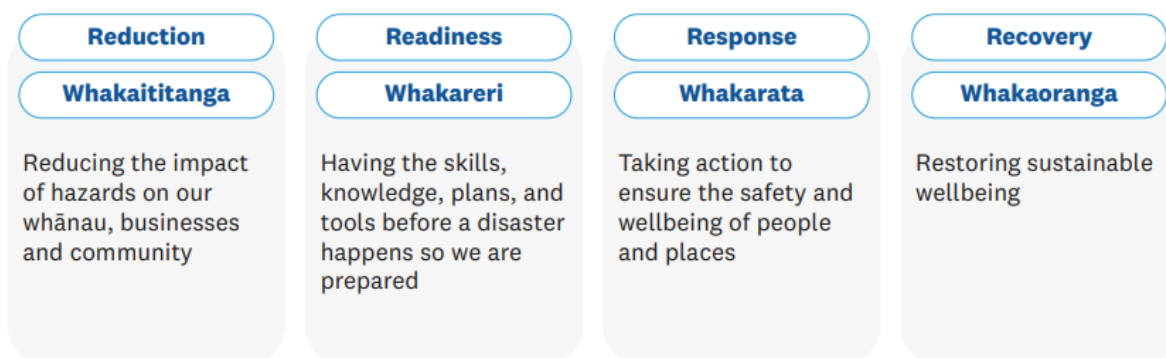 Reduction
Whakaititanga
Reducing the impact
of hazards on our
whānau, businesses
and community
Readiness
Whakareri
Having the skills,
knowledge, plans, and
tools before a disaster
happens so we are
prepared
Response
Whakarata
Taking action to
ensure the safety and
wellbeing of people
and places
Recovery
Whakaoranga
Restoring sustainable
wellbeing